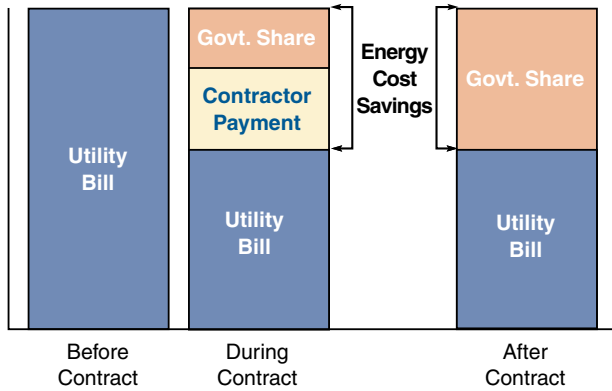 Utility
Bill
Govt. Share
Contractor
Payment
Utility
Bill
Energy
Cost
Savings
Govt. Share
Utility
Bill
Before
Contract
During
Contract
After
Contract